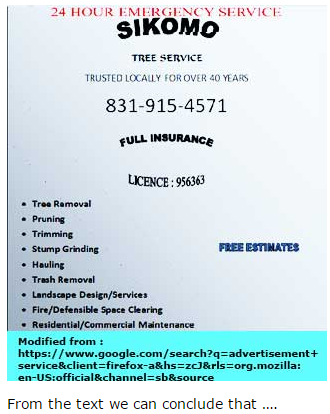 24 HOUR EMERGENCY SERVICE
SIKOMO
TREE SERVICE
TRUSTED LOCALLY FOR OVER 40 YEARS
831-915-4571
FULL INSURANCE
LICENCE : 956363
• Tree Removal
• Pruning
• Trimming
• Stump Grinding
FREE ESTIMATES
• Hauling
• Trash Removal
• Landscape Design/Services
• Fire/Defensible Space Clearing
• Residential/Commercial Maintenance
Modified from :
https://www.google.com/search?q=advertisement+
service&client=firefox-a&hs=zcJ&rls=org.mozilla:
en-US:official&channel=sb&source
From the text we can conclude that ....